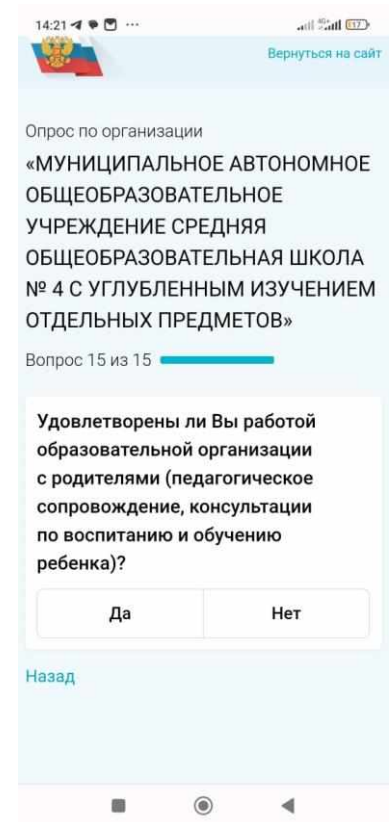 14:21
4G+
17
Вернуться на сайт
Опрос по организации
«МУНИЦИПАЛЬНОЕ АВТОНОМНОЕ
ОБЩЕОБРАЗОВАТЕЛЬНОЕ
УЧРЕЖДЕНИЕ СРЕДНЯЯ
ОБЩЕОБРАЗОВАТЕЛЬНАЯ ШКОЛА
№ 4 С УГЛУБЛЕННЫМ ИЗУЧЕНИЕМ
ОТДЕЛЬНЫХ ПРЕДМЕТОВ»
Вопрос 15 из 15
Удовлетворены ли Вы работой
образовательной организации
с родителями (педагогическое
сопровождение, консультации
по воспитанию и обучению
ребенка)?
Да Нет
Назад